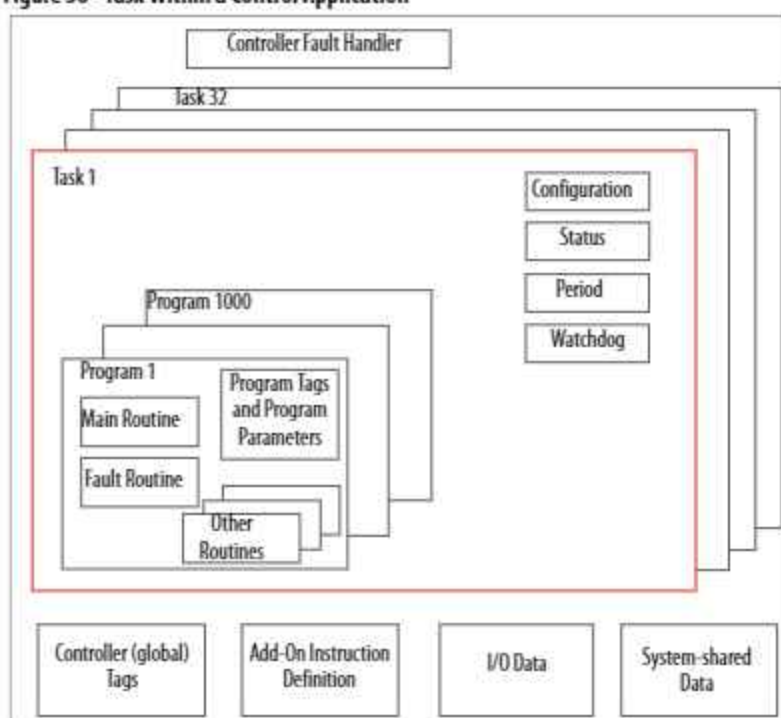 Controller Fault Handler
Task 32
Task 1
Configuration
Status
Period
Watchdog
Program 1000
Program 1
Main Routine
Fault Routine
Program Tags
and Program
Parameters
Other
Routines
Controller (global)
Tags
Add-On Instruction
Definition
I/O Data
System-shared
Data